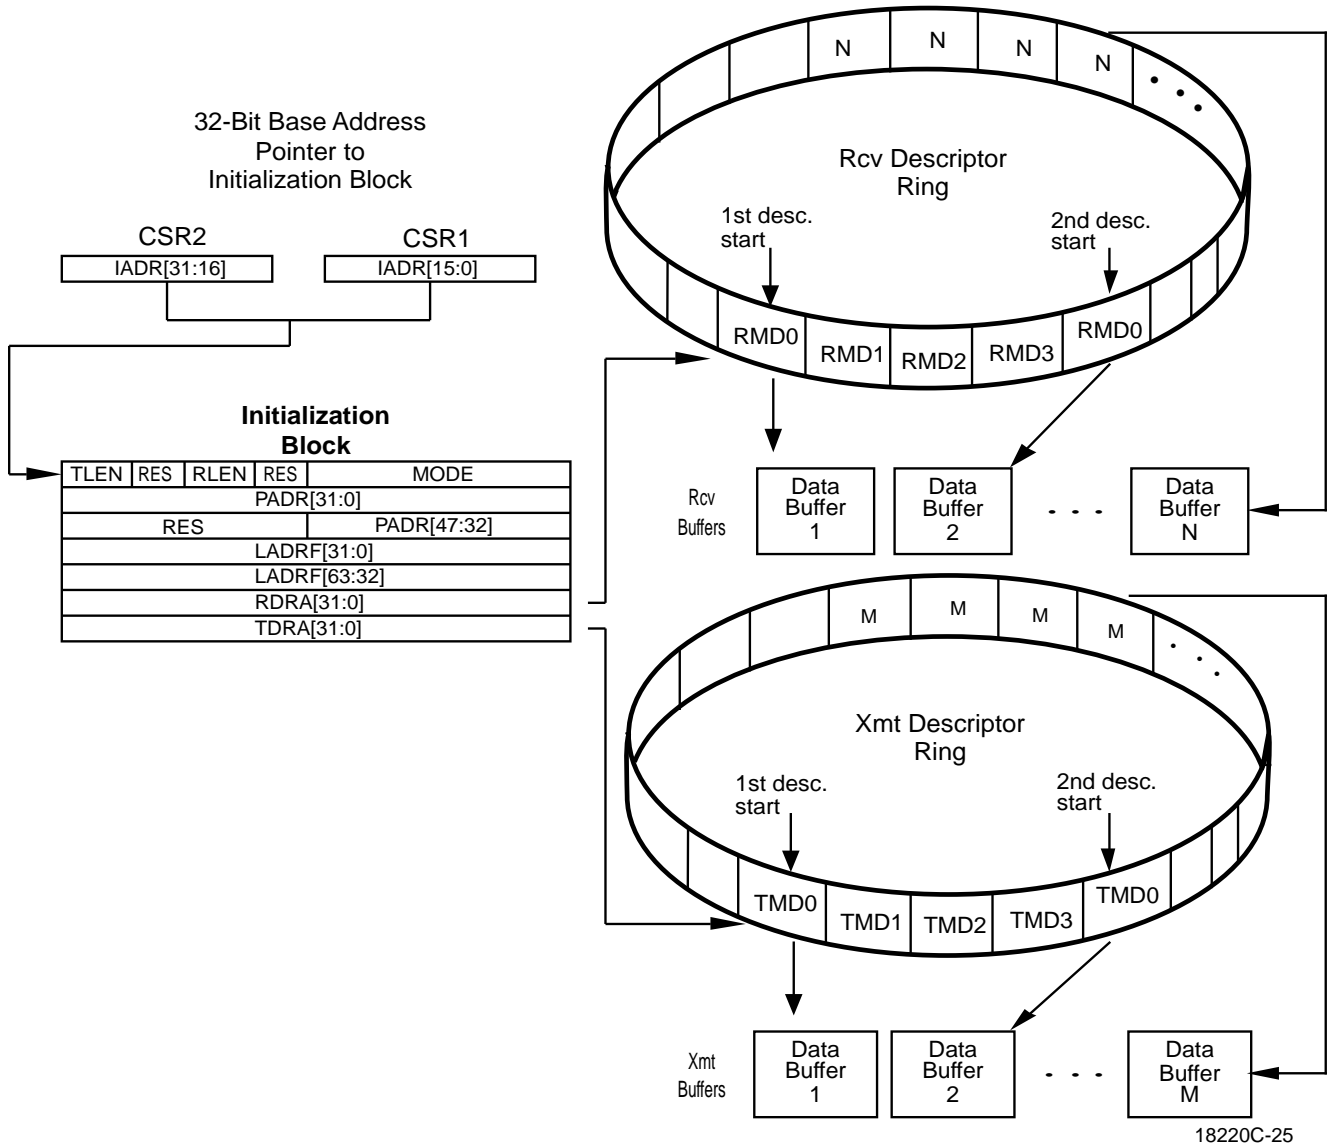 32-Bit Base Address
Pointer to
Initialization Block
CSR2
CSR1
IADR[31:16]
IADR[15:0]
Initialization
Block
TLEN RES RLEN RES MODE
PADR[31:0]
RES PADR[47:32]
LADRF[31:0]
LADRF[63:32]
RDRA[31:0]
TDRA[31:0]
N N N N • • •
Rcv Descriptor
Ring
1st desc.
start
2nd desc.
start
RMD0 RMD1 RMD2 RMD3 RMD0
Rcv
Buffers
Data
Buffer
1
Data
Buffer
2
· · ·
Data
Buffer
N
M M M M · · ·
Xmt Descriptor
Ring
1st desc.
start
2nd desc.
start
TMD0 TMD1 TMD2 TMD3 TMD0
Xmt
Buffers
Data
Buffer
1
Data
Buffer
2
· · ·
Data
Buffer
M
18220C-25